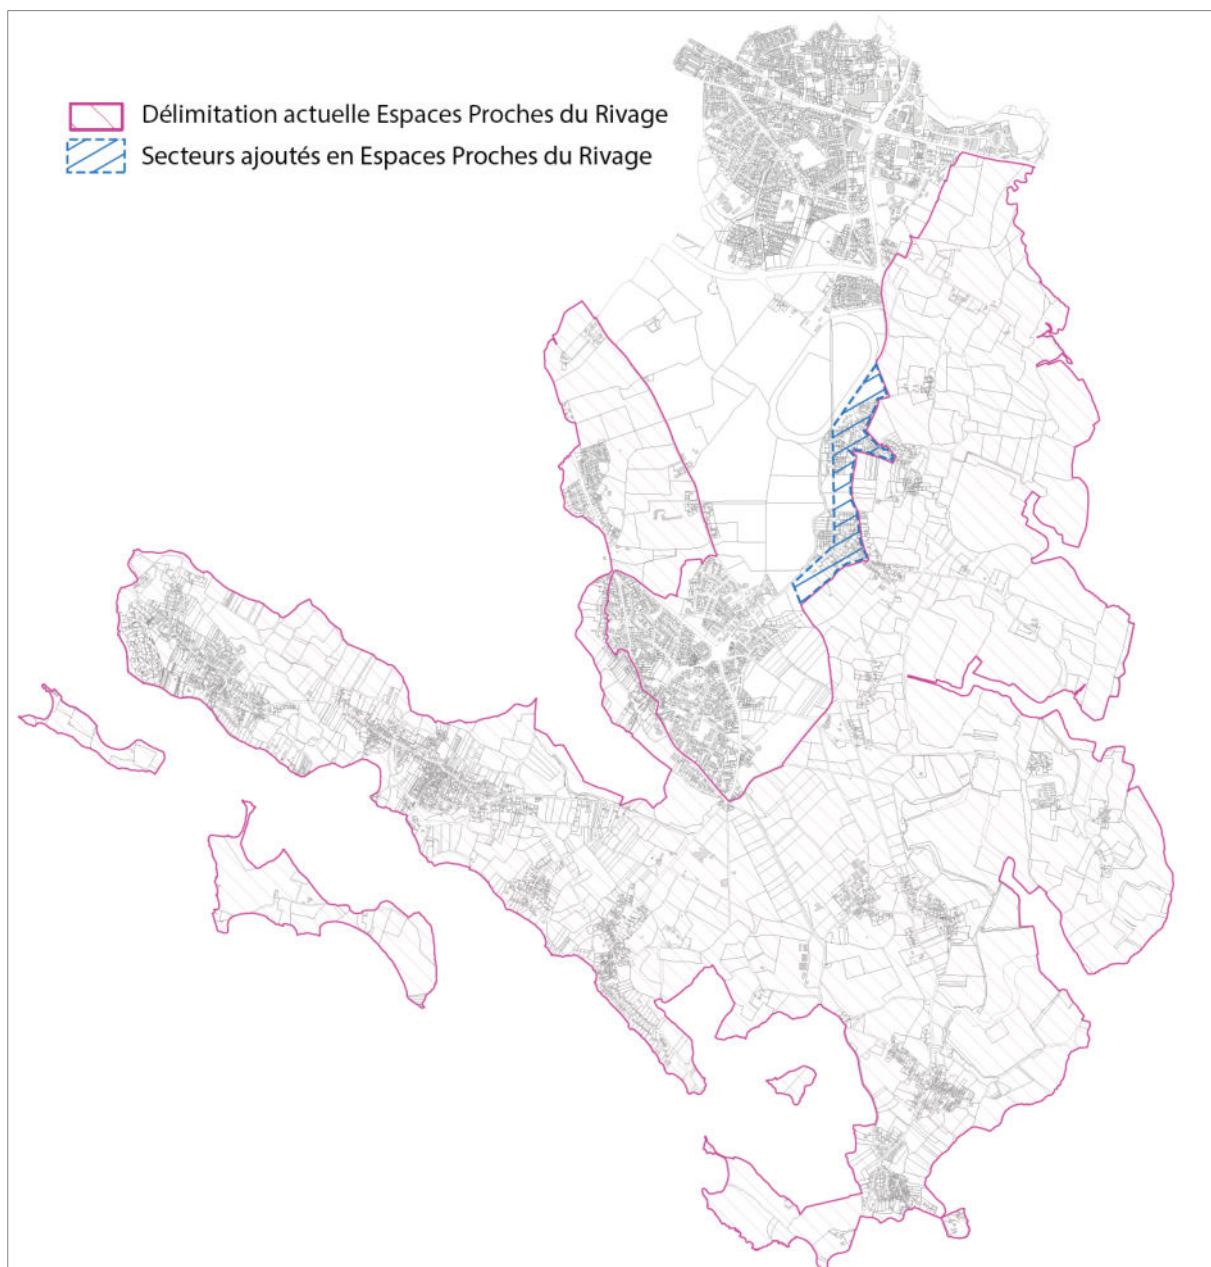 Délimitation actuelle Espaces Proches du Rivage
Secteurs ajoutés en Espaces Proches du Rivage